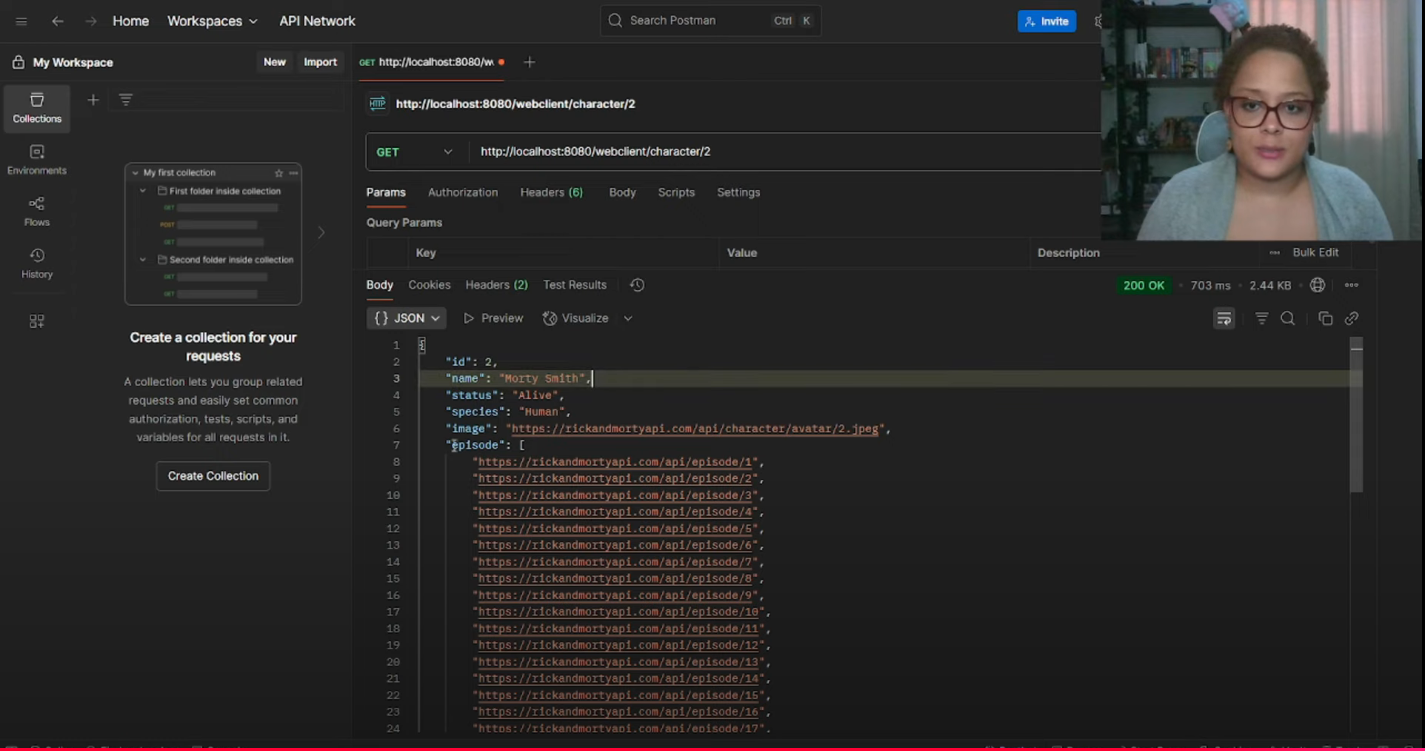 Home Workspaces API Network Search Postman Ctrl K Invite
My Workspace New Import GET http://localhost:8080/w
Collections
Environments
Flows
History
My first collection
First folder inside collection
GET
POST
GET
Second folder inside collection
GET
GET
Create a collection for your
requests
A collection lets you group related
requests and easily set common
authorization, tests, scripts, and
variables for all requests in it.
Create Collection
HTTP http://localhost:8080/webclient/character/2
GET http://localhost:8080/webclient/character/2
Params Authorization Headers (6) Body Scripts Settings
Query Params
Key Value Description Bulk Edit
Body Cookies Headers (2) Test Results 200 OK • 703 ms • 2.44 KB
{} JSON Preview Visualize
1 {
2 "id": 2,
3 "name": "Morty Smith",
4 "status": "Alive",
5 "species": "Human",
6 "image": "https://rickandmortyapi.com/api/character/avatar/2.jpeg",
7 "episode": [
8 "https://rickandmortyapi.com/api/episode/1",
9 "https://rickandmortyapi.com/api/episode/2",
10 "https://rickandmortyapi.com/api/episode/3",
11 "https://rickandmortyapi.com/api/episode/4",
12 "https://rickandmortyapi.com/api/episode/5",
13 "https://rickandmortyapi.com/api/episode/6",
14 "https://rickandmortyapi.com/api/episode/7",
15 "https://rickandmortyapi.com/api/episode/8",
16 "https://rickandmortyapi.com/api/episode/9",
17 "https://rickandmortyapi.com/api/episode/10",
18 "https://rickandmortyapi.com/api/episode/11",
19 "https://rickandmortyapi.com/api/episode/12",
20 "https://rickandmortyapi.com/api/episode/13",
21 "https://rickandmortyapi.com/api/episode/14",
22 "https://rickandmortyapi.com/api/episode/15",
23 "https://rickandmortyapi.com/api/episode/16",
24 "https://rickandmortyapi.com/api/episode/17",